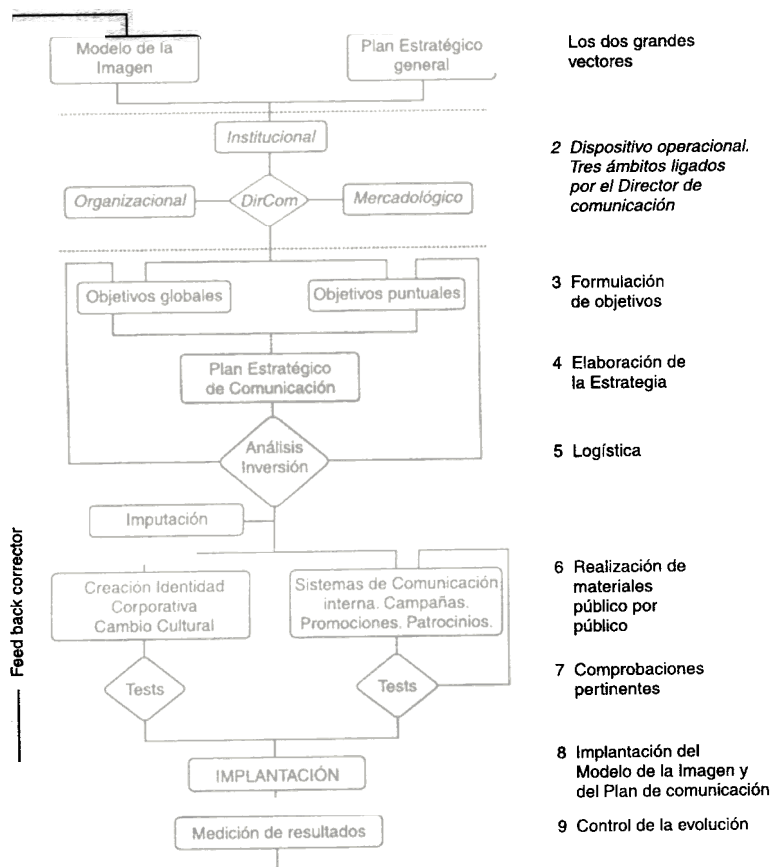 Modelo de la
Imagen
Plan Estratégico
general
Los dos grandes
vectores
Institucional
Organizacional
DirCom
Mercadológico
2 Dispositivo operacional.
Tres ámbitos ligados
por el Director de
comunicación
Objetivos globales
Objetivos puntuales
3 Formulación
de objetivos
Plan Estratégico
de Comunicación
4 Elaboración de
la Estrategia
Análisis
Inversión
5 Logística
Imputación
Feed back corrector
Creación Identidad
Corporativa
Cambio Cultural
Sistemas de Comunicación
interna. Campañas.
Promociones. Patrocinios.
6 Realización de
materiales
público por
público
Tests
Tests
7 Comprobaciones
pertinentes
IMPLANTACIÓN
8 Implantación del
Modelo de la Imagen y
del Plan de comunicación
Medición de resultados
9 Control de la evolución